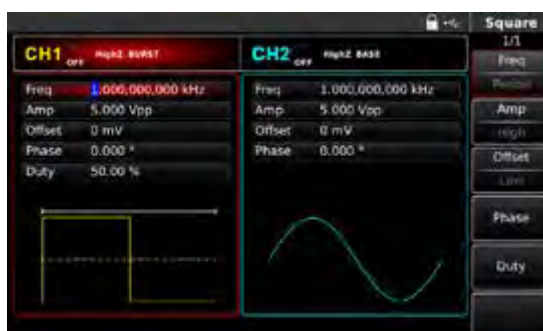 Square
1/1
CH1 OFF HighZ BURST
CH2 OFF HighZ BASE
Freq 1.000,000,000 kHz
Amp 5.000 Vpp
Offset 0 mV
Phase 0.000 °
Duty 50.00 %
Freq 1.000,000,000 kHz
Amp 5.000 Vpp
Offset 0 mV
Phase 0.000 °
Freq
Period
Amp
High
Offset
Low
Phase
Duty